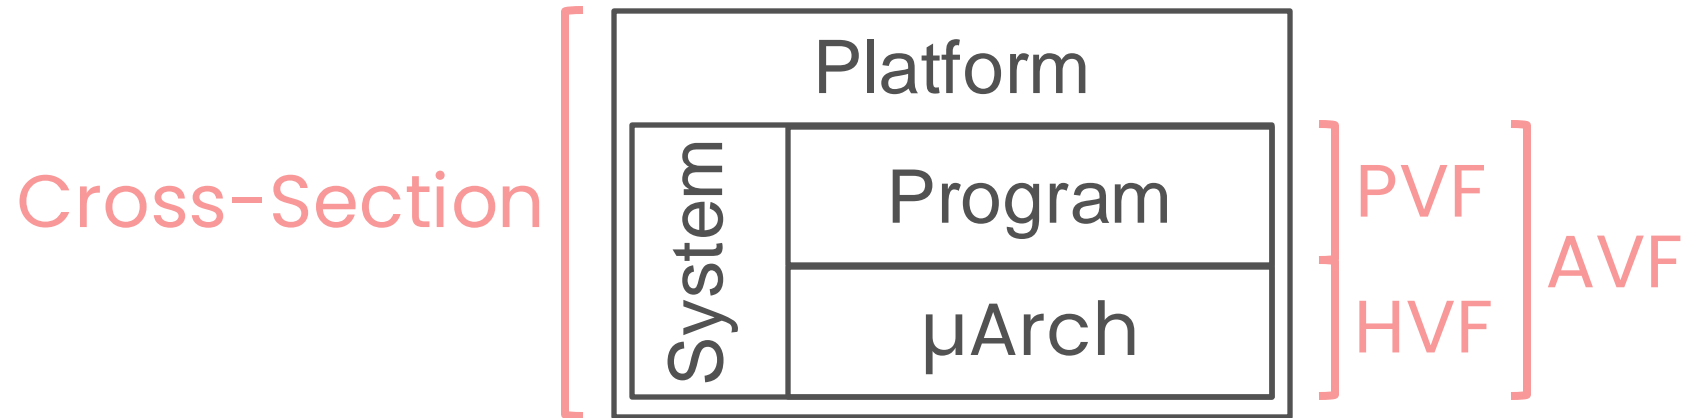 Platform
Cross-Section
System
Program
PVF
AVF
µArch
HVF